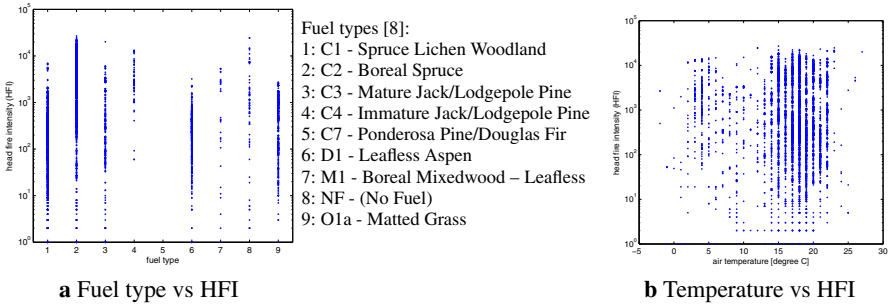 10^5
10^4
10^3
10^2
10^1
10^0
head fire intensity (HFI)
1 2 3 4 5 6 7 8 9
fuel type
a Fuel type vs HFI
Fuel types [8]:
1: C1 - Spruce Lichen Woodland
2: C2 - Boreal Spruce
3: C3 - Mature Jack/Lodgepole Pine
4: C4 - Immature Jack/Lodgepole Pine
5: C7 - Ponderosa Pine/Douglas Fir
6: D1 - Leafless Aspen
7: M1 - Boreal Mixedwood – Leafless
8: NF - (No Fuel)
9: O1a - Matted Grass
10^5
10^4
10^3
10^2
10^1
10^0
head fire intensity (HFI)
−5 0 5 10 15 20 25 30
air temperature [degree C]
b Temperature vs HFI